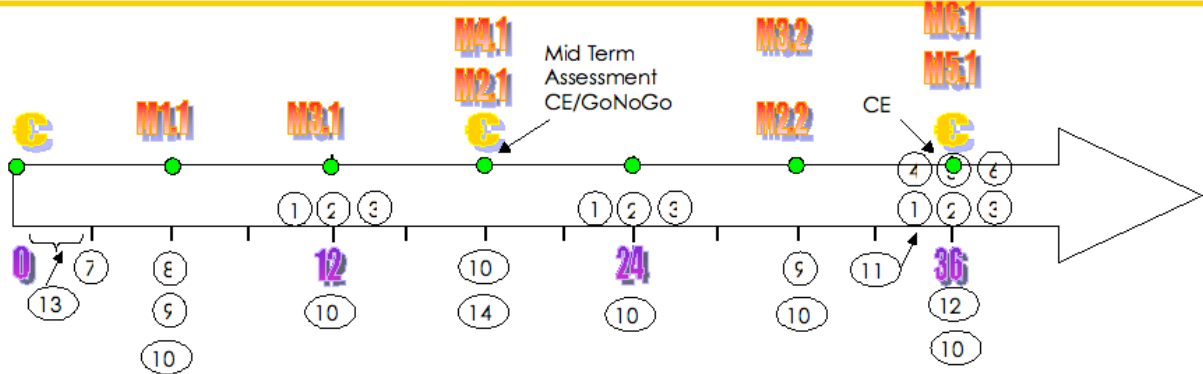 M4.1
M3.2
M6.1
M2.1
Mid Term
Assessment
CE/GoNoGo
M5.1
€
M1.1
M3.1
€
M2.2
CE
€
4
6
1 2 3
1 2 3
1 2 3
0
7
8
12
10
24
9
11
36
13
9
10
14
10
10
12
10
10